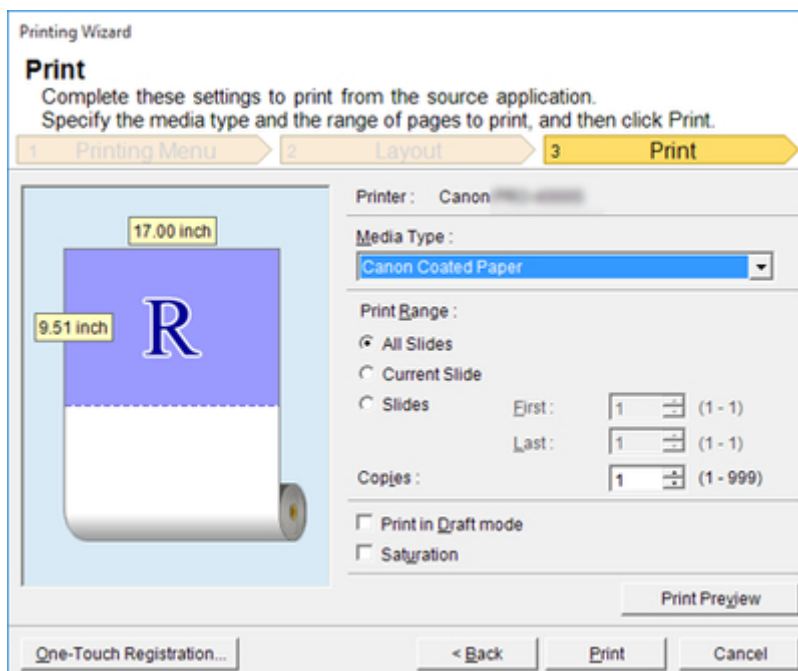 Printing Wizard
Print
Complete these settings to print from the source application.
Specify the media type and the range of pages to print, and then click Print.
1 Printing Menu 2 Layout 3 Print
17.00 inch
9.51 inch
R
Printer : Canon
Media Type :
Canon Coated Paper
Print Range :
All Slides
Current Slide
Slides First : 1 (1 - 1)
Last : 1 (1 - 1)
Copies : 1 (1 - 999)
Print in Draft mode
Saturation
Print Preview
One-Touch Registration... < Back Print Cancel